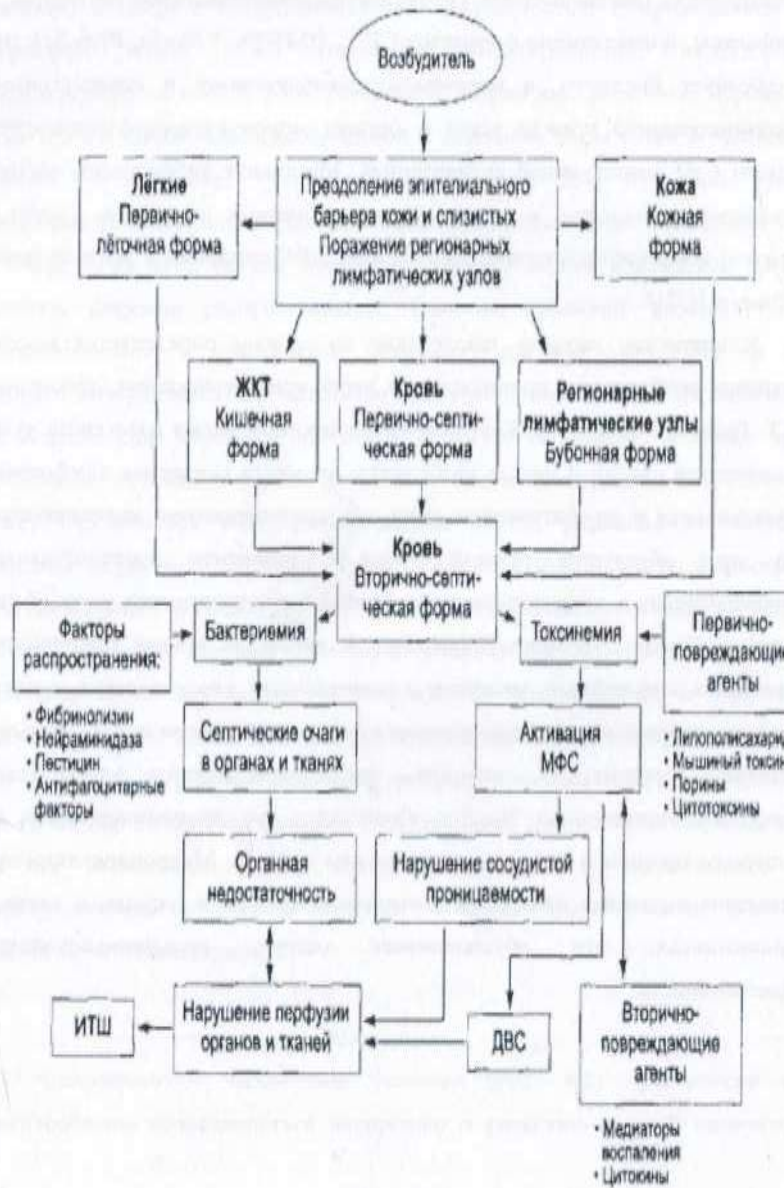 Возбудитель
Лёгкие
Первично-
лёгочная форма
Преодоление эпителиального
барьера кожи и слизистых
Поражение регионарных
лимфатических узлов
Кожа
Кожная
форма
ЖКТ
Кишечная
форма
Кровь
Первично-септи-
ческая форма
Регионарные
лимфатические узлы
Бубонная форма
Кровь
Вторично-септи-
ческая форма
Факторы
распространения:
Бактериемия
Токсинемия
Первично-
повреждающие
агенты
• Фибринолизин
• Нейраминидаза
• Пестицин
• Антифагоцитарные
факторы
Септические очаги
в органах и тканях
Активация
МФС
• Липополисахарид
• Мышиный токсин
• Порины
• Цитотоксины
Органная
недостаточность
Нарушение сосудистой
проницаемости
ИТШ
Нарушение перфузии
органов и тканей
ДВС
Вторично-
повреждающие
агенты
• Медиаторы
воспаления
• Цитокины